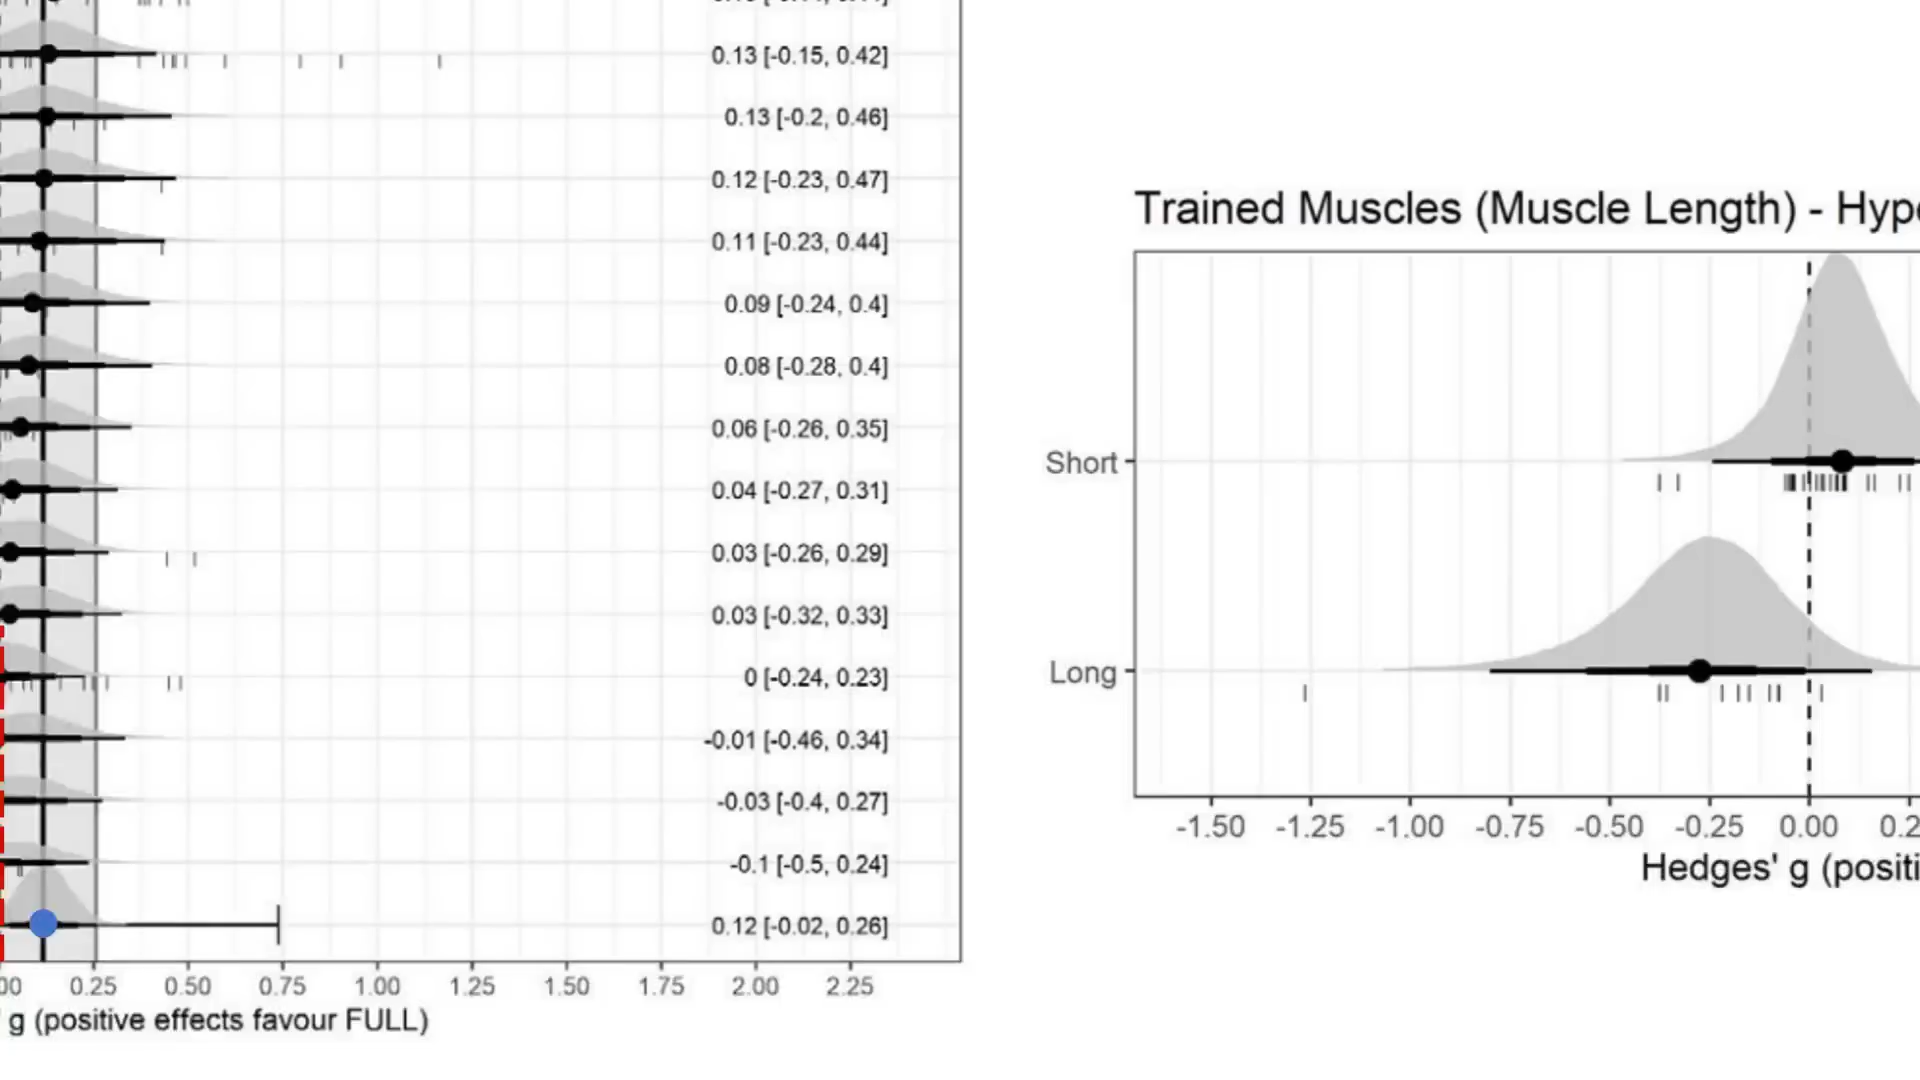 0.13 [-0.15, 0.42]
0.13 [-0.2, 0.46]
0.12 [-0.23, 0.47]
0.11 [-0.23, 0.44]
0.09 [-0.24, 0.4]
0.08 [-0.28, 0.4]
0.06 [-0.26, 0.35]
0.04 [-0.27, 0.31]
0.03 [-0.26, 0.29]
0.03 [-0.32, 0.33]
0 [-0.24, 0.23]
-0.01 [-0.46, 0.34]
-0.03 [-0.4, 0.27]
-0.1 [-0.5, 0.24]
0.12 [-0.02, 0.26]
00 0.25 0.50 0.75 1.00 1.25 1.50 1.75 2.00 2.25
g (positive effects favour FULL)
Trained Muscles (Muscle Length) - Hyp
Short
Long
-1.50 -1.25 -1.00 -0.75 -0.50 -0.25 0.00 0.2
Hedges' g (positi